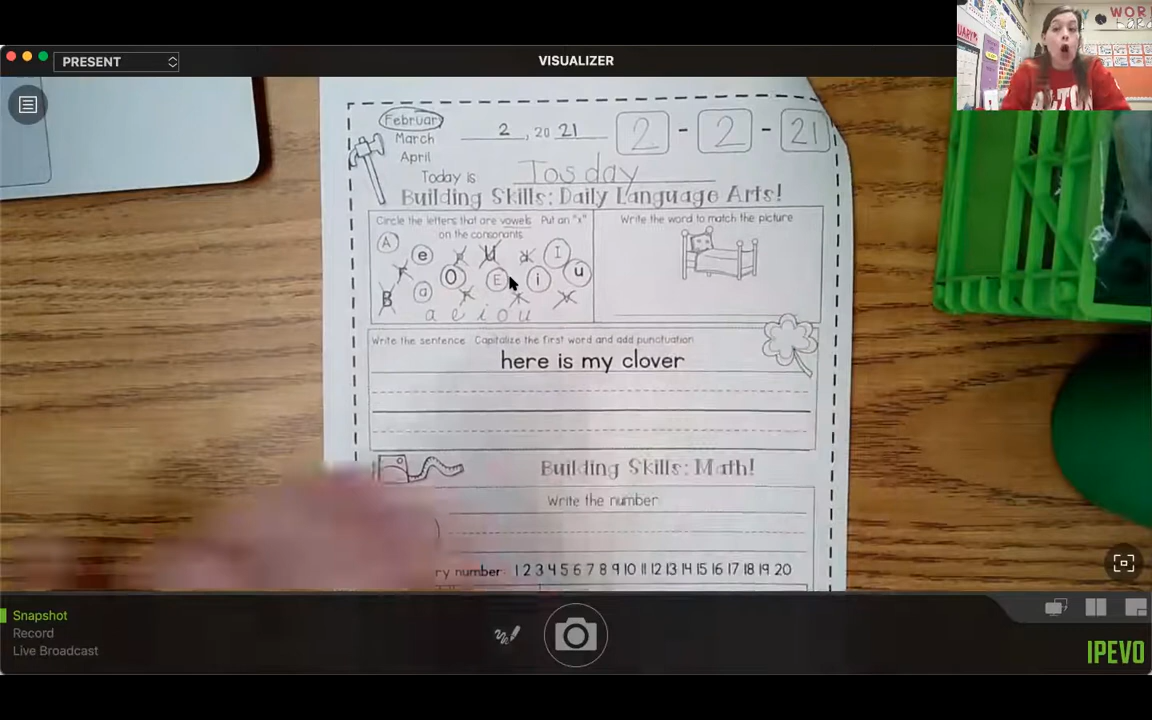 PRESENT
VISUALIZER
WOR
February
March
April
2, 20 21
2 - 2 - 21
Today is Tosday
Building Skills: Daily Language Arts!
Circle the letters that are vowels. Put an "x"
on the consonants.
A e U I
O E i u
B a
a e i o u
Write the word to match the picture
Write the sentence. Capitalize the first word and add punctuation.
here is my clover
Building Skills: Math!
Write the number
ry number: 1 2 3 4 5 6 7 8 9 10 11 12 13 14 15 16 17 18 19 20
Snapshot
Record
Live Broadcast
IPEVO